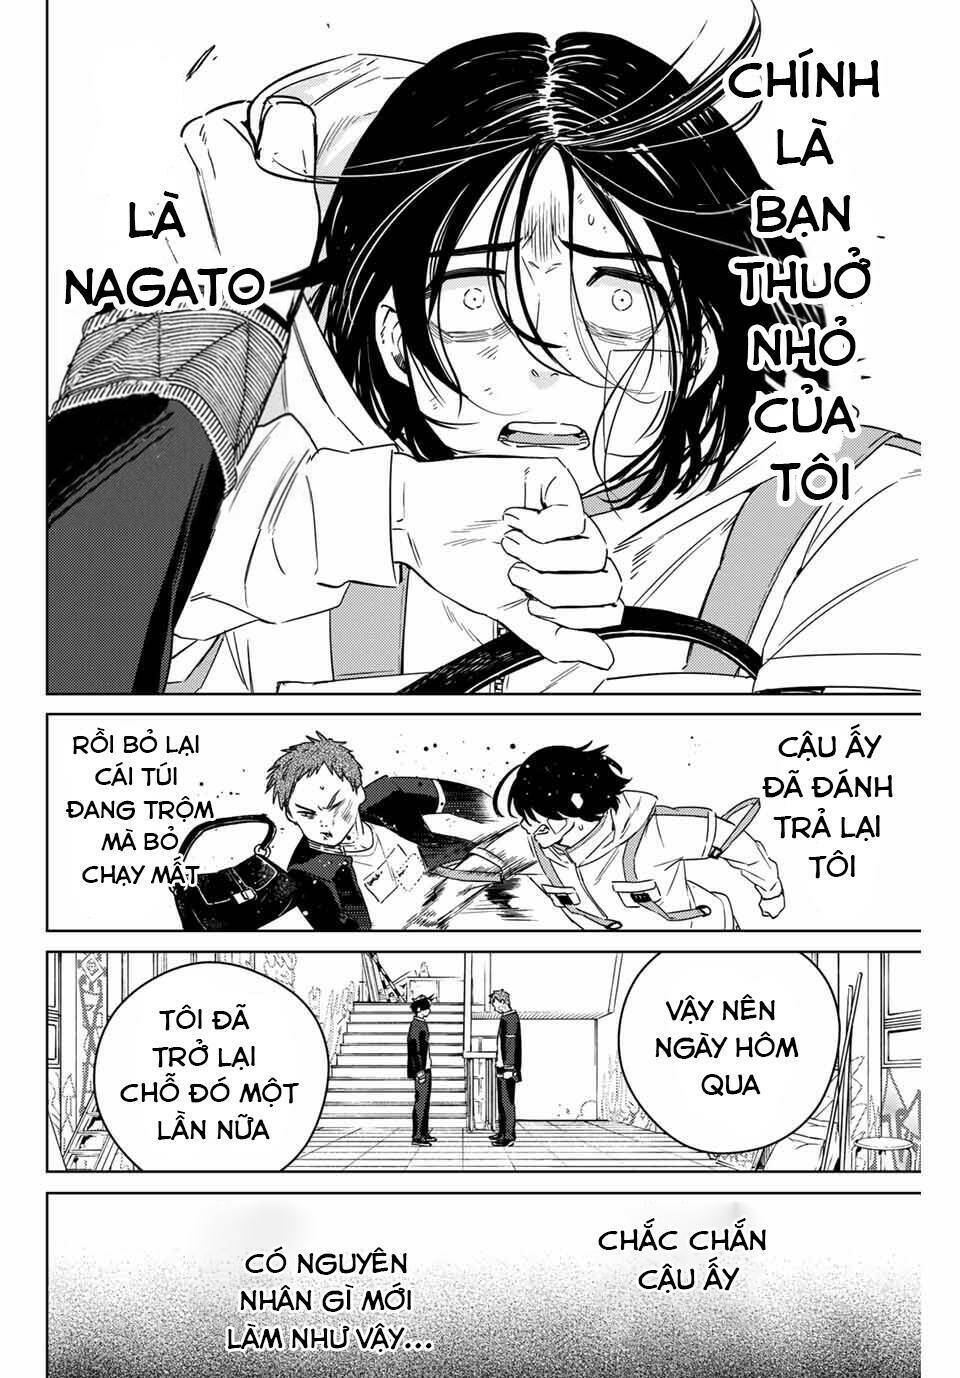 CHÍNH
LÀ
BẠN
THUỞ
NHỎ
CỦA
TÔI
LÀ
NAGATO
CẬU ẤY
ĐÃ ĐÁNH
TRẢ LẠI
TÔI
RỒI BỎ LẠI
CÁI TÚI
ĐANG TRỘM
MÀ BỎ
CHẠY MẤT
VẬY NÊN
NGÀY HÔM
QUA
TÔI ĐÃ
TRỞ LẠI
CHỖ ĐÓ MỘT
LẦN NỮA
CHẮC CHẮN
CẬU ẤY
CÓ NGUYÊN
NHÂN GÌ MỚI
LÀM NHƯ VẬY...